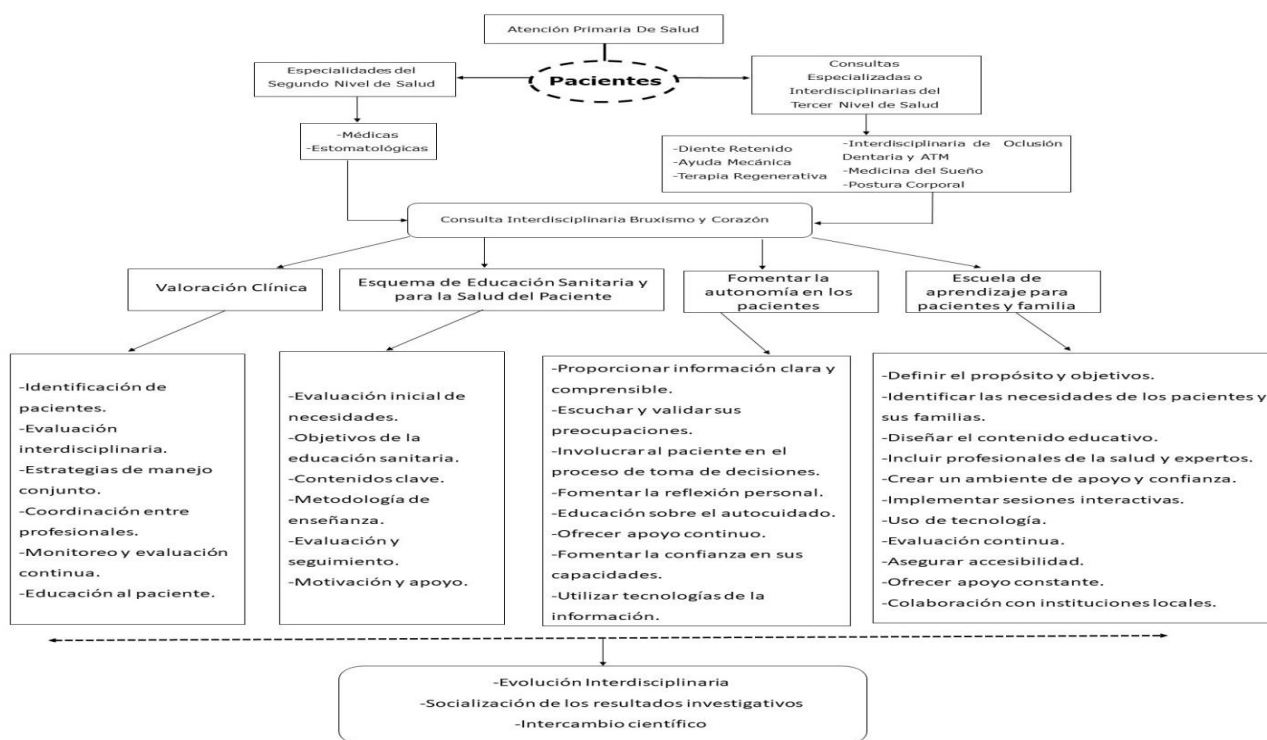 Atención Primaria De Salud
Pacientes
Especialidades del
Segundo Nivel de Salud
Consultas
Especializadas o
Interdisciplinarias del
Tercer Nivel de Salud
-Médicas
-Estomatológicas
-Diente Retenido
-Ayuda Mecánica
-Terapia Regenerativa
-Interdisciplinaria de Oclusión
Dentaria y ATM
-Medicina del Sueño
-Postura Corporal
Consulta Interdisciplinaria Bruxismo y Corazón
Valoración Clínica
Esquema de Educación Sanitaria y
para la Salud del Paciente
Fomentar la
autonomía en los
pacientes
Escuela de
aprendizaje para
pacientes y familia
-Identificación de
pacientes.
-Evaluación
interdisciplinaria.
-Estrategias de manejo
conjunto.
-Coordinación entre
profesionales.
-Monitoreo y evaluación
continua.
-Educación al paciente.
-Evaluación inicial de
necesidades.
-Objetivos de la
educación sanitaria.
-Contenidos clave.
-Metodología de
enseñanza.
-Evaluación y
seguimiento.
-Motivación y apoyo.
-Proporcionar información clara y
comprensible.
-Escuchar y validar sus
preocupaciones.
-Involucrar al paciente en el
proceso de toma de decisiones.
-Fomentar la reflexión personal.
-Educación sobre el autocuidado.
-Ofrecer apoyo continuo.
-Fomentar la confianza en sus
capacidades.
-Utilizar tecnologías de la
información.
-Definir el propósito y objetivos.
-Identificar las necesidades de los pacientes y
sus familias.
-Diseñar el contenido educativo.
-Incluir profesionales de la salud y expertos.
-Crear un ambiente de apoyo y confianza.
-Implementar sesiones interactivas.
-Uso de tecnología.
-Evaluación continua.
-Asegurar accesibilidad.
-Ofrecer apoyo constante.
-Colaboración con instituciones locales.
-Evolución Interdisciplinaria
-Socialización de los resultados investigativos
-Intercambio científico